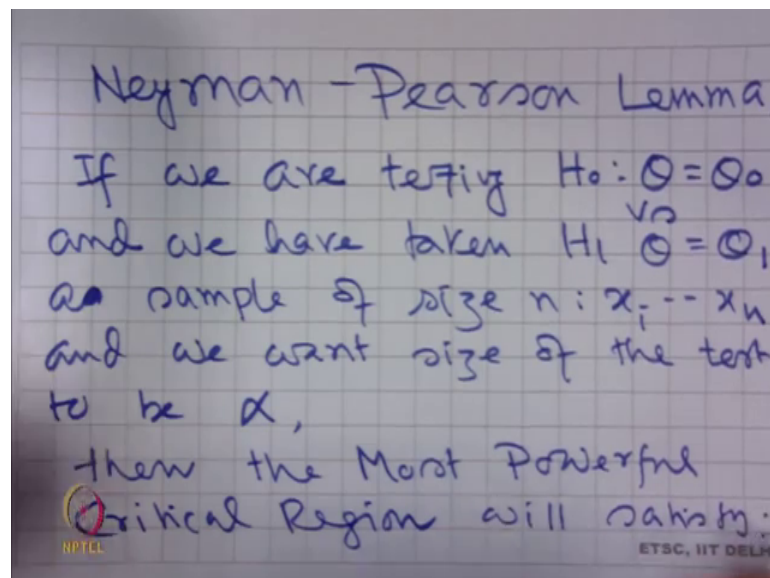 Neyman - Pearson Lemma
If we are testing H₀ : θ = θ₀
vs
and we have taken H₁ θ = θ₁
a sample of size n : x₁ -- xₙ
and we want size of the test
to be α,
then the Most Powerful
Critical Region will satisfy:
NPTEL
ETSC, IIT DELH